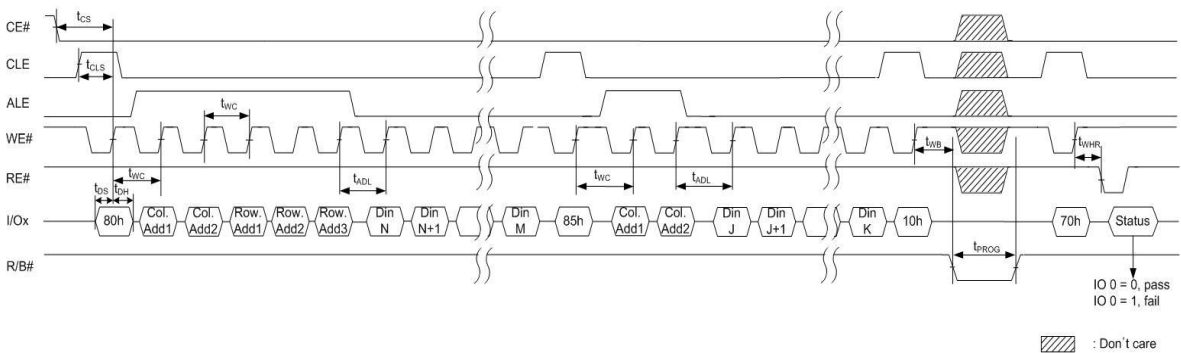 CE#
tCS
CLE
tCLS
ALE
tWC
WE#
tWC
tADL
tWC
tADL
tWB
tWHR
RE#
tDS tDH
I/Ox
80h
Col. Add1
Col. Add2
Row. Add1
Row. Add2
Row. Add3
Din N
Din N+1
Din M
85h
Col. Add1
Col. Add2
Din J
Din J+1
Din K
10h
70h
Status
tPROG
R/B#
IO 0 = 0, pass
IO 0 = 1, fail
: Don't care